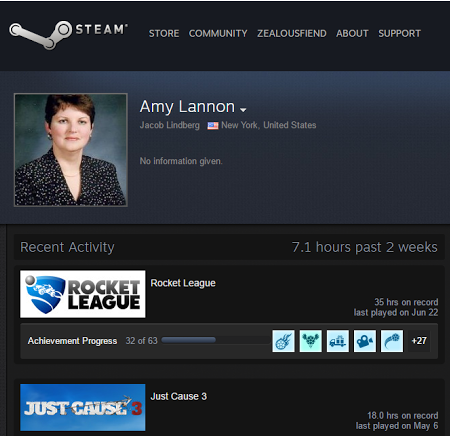 STEAM®
STORE COMMUNITY ZEALOUSFIEND ABOUT SUPPORT
Amy Lannon
Jacob Lindberg New York, United States
No information given.
Recent Activity 7.1 hours past 2 weeks
ROCKET
LEAGUE
Rocket League
35 hrs on record
last played on Jun 22
Achievement Progress 32 of 63 +27
JUST CAUSE 3
Just Cause 3
18.0 hrs on record
last played on May 6